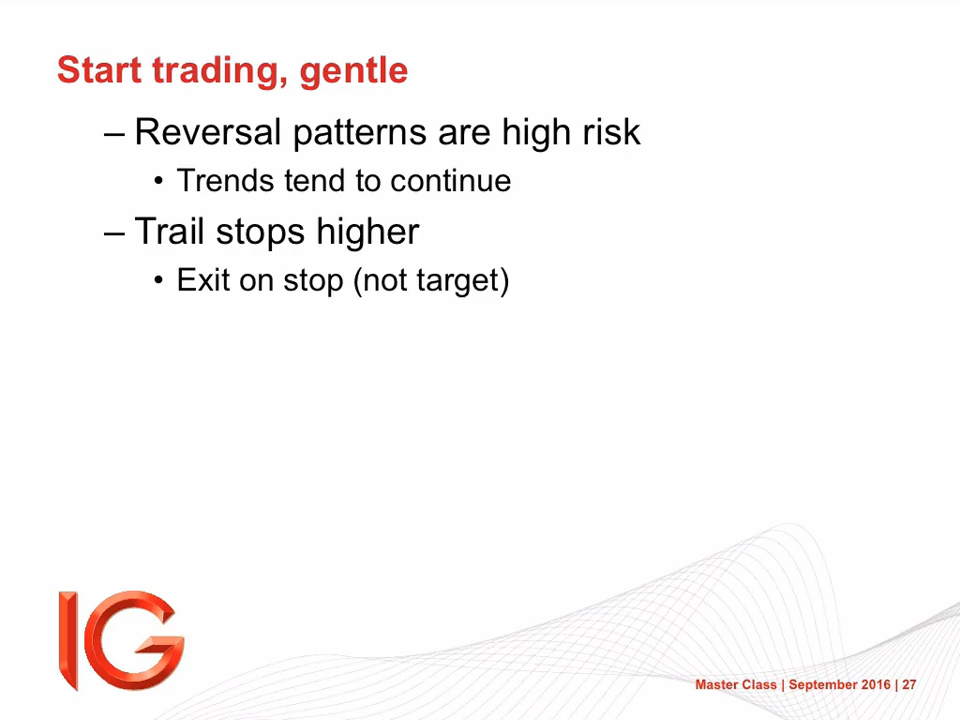 Start trading, gentle
– Reversal patterns are high risk
• Trends tend to continue
– Trail stops higher
• Exit on stop (not target)
IG
Master Class | September 2016 | 27